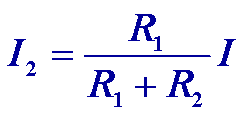 I₂ = R₁ / (R₁ + R₂) I